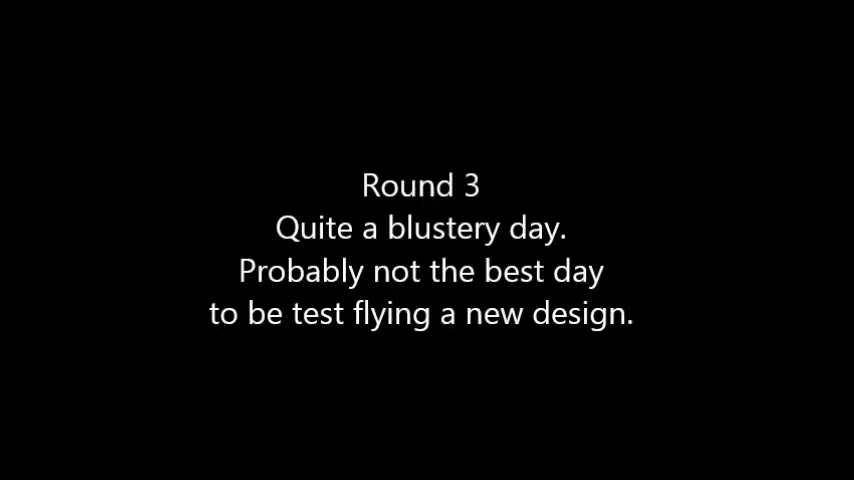 Round 3
Quite a blustery day.
Probably not the best day
to be test flying a new design.